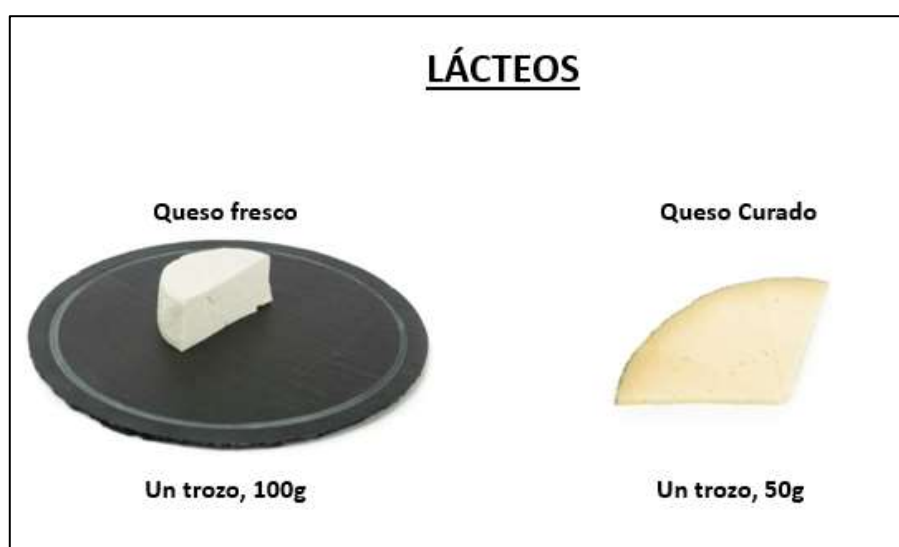 LÁCTEOS
Queso fresco
Queso Curado
Un trozo, 100g
Un trozo, 50g